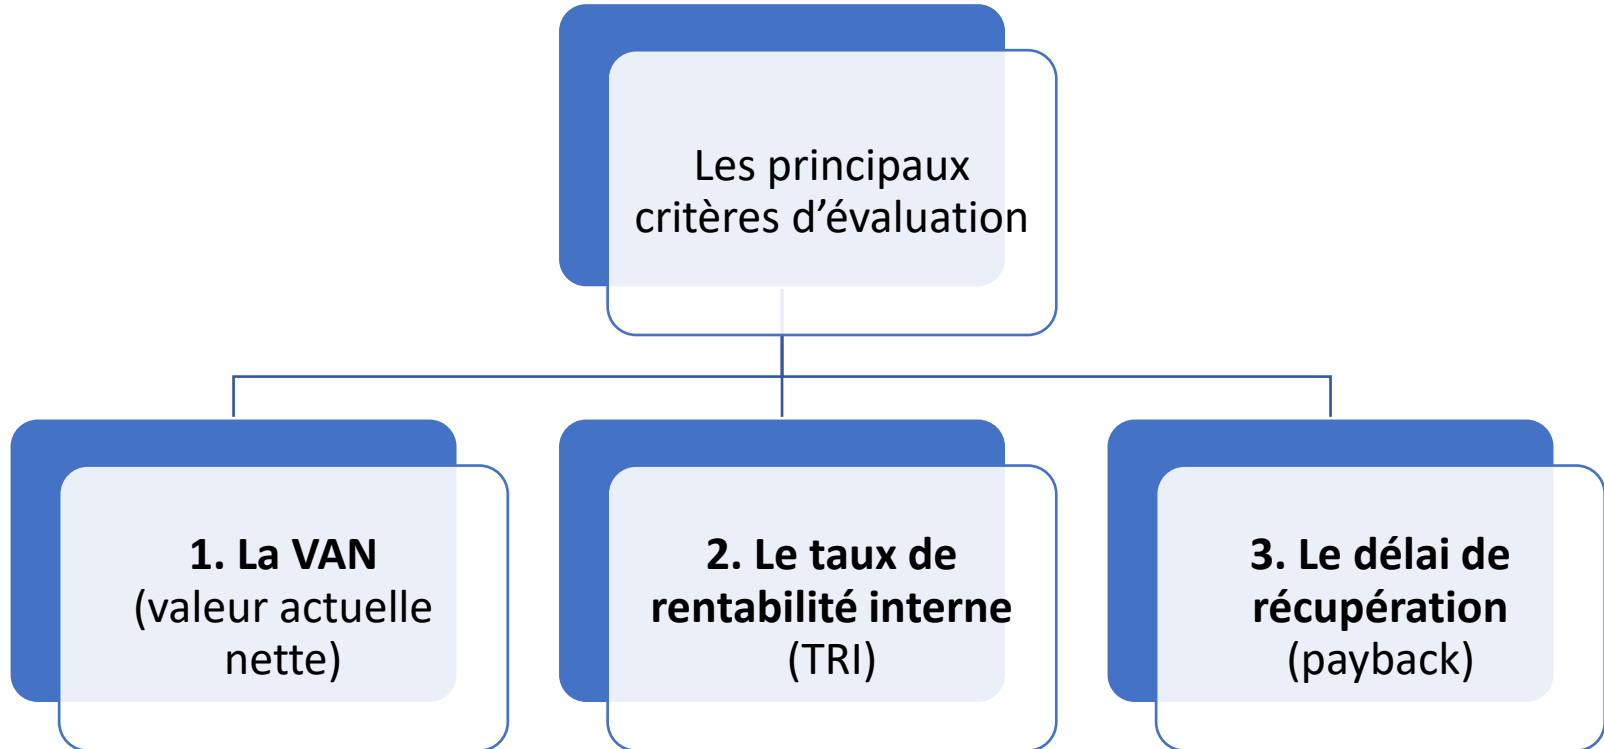 Les principaux
critères d’évaluation
1. La VAN
(valeur actuelle
nette)
2. Le taux de
rentabilité interne
(TRI)
3. Le délai de
récupération
(payback)